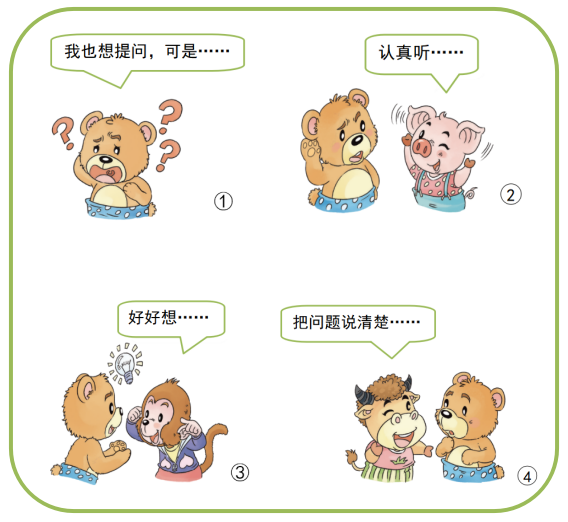 我也想提问，可是……
认真听……
①
②
好好想……
把问题说清楚……
③
④